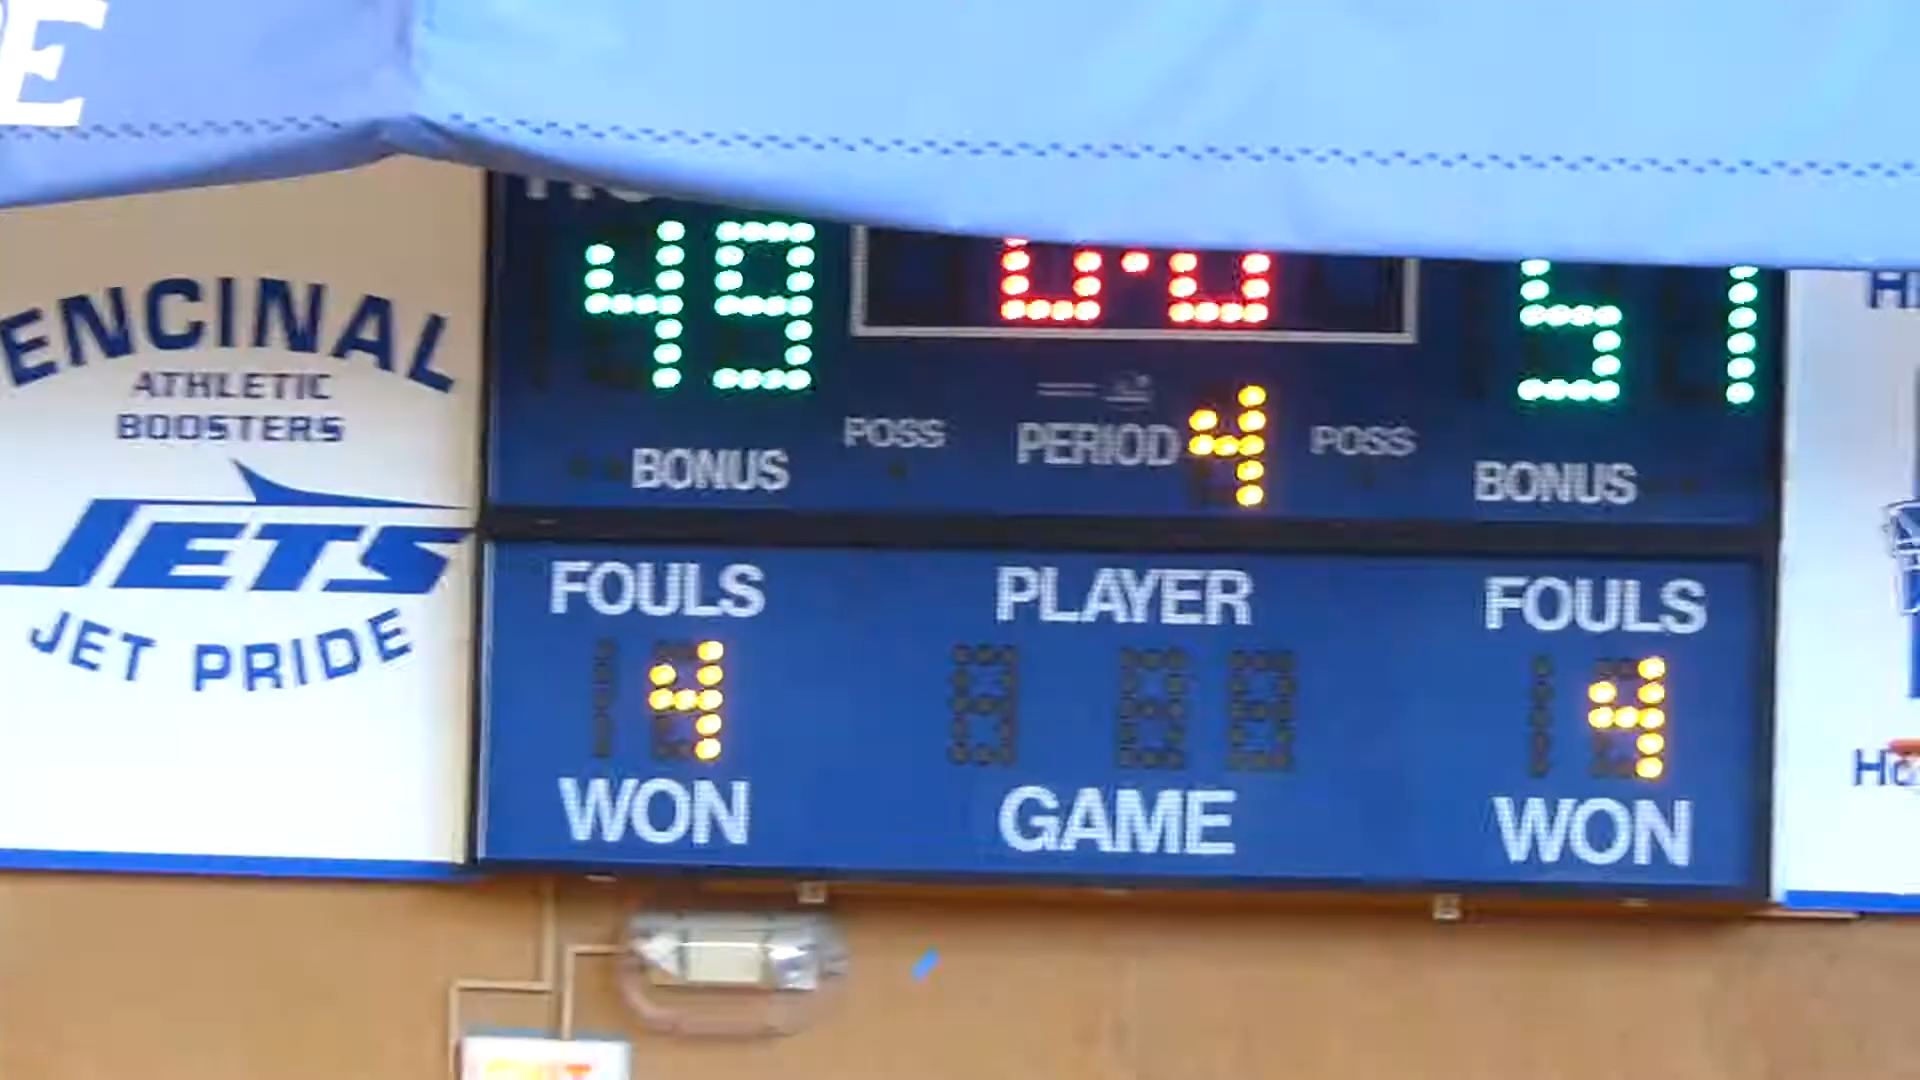 E
49 0.0 51
ENCINAL
ATHLETIC
BOOSTERS
JETS
JET PRIDE
BONUS POSS PERIOD 4 POSS BONUS
FOULS PLAYER FOULS
4 4
WON GAME WON